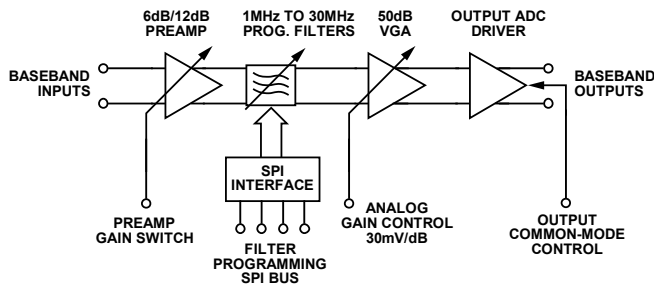 6dB/12dB
PREAMP
1MHz TO 30MHz
PROG. FILTERS
50dB
VGA
OUTPUT ADC
DRIVER
BASEBAND
INPUTS
BASEBAND
OUTPUTS
SPI
INTERFACE
PREAMP
GAIN SWITCH
FILTER
PROGRAMMING
SPI BUS
ANALOG
GAIN CONTROL
30mV/dB
OUTPUT
COMMON-MODE
CONTROL